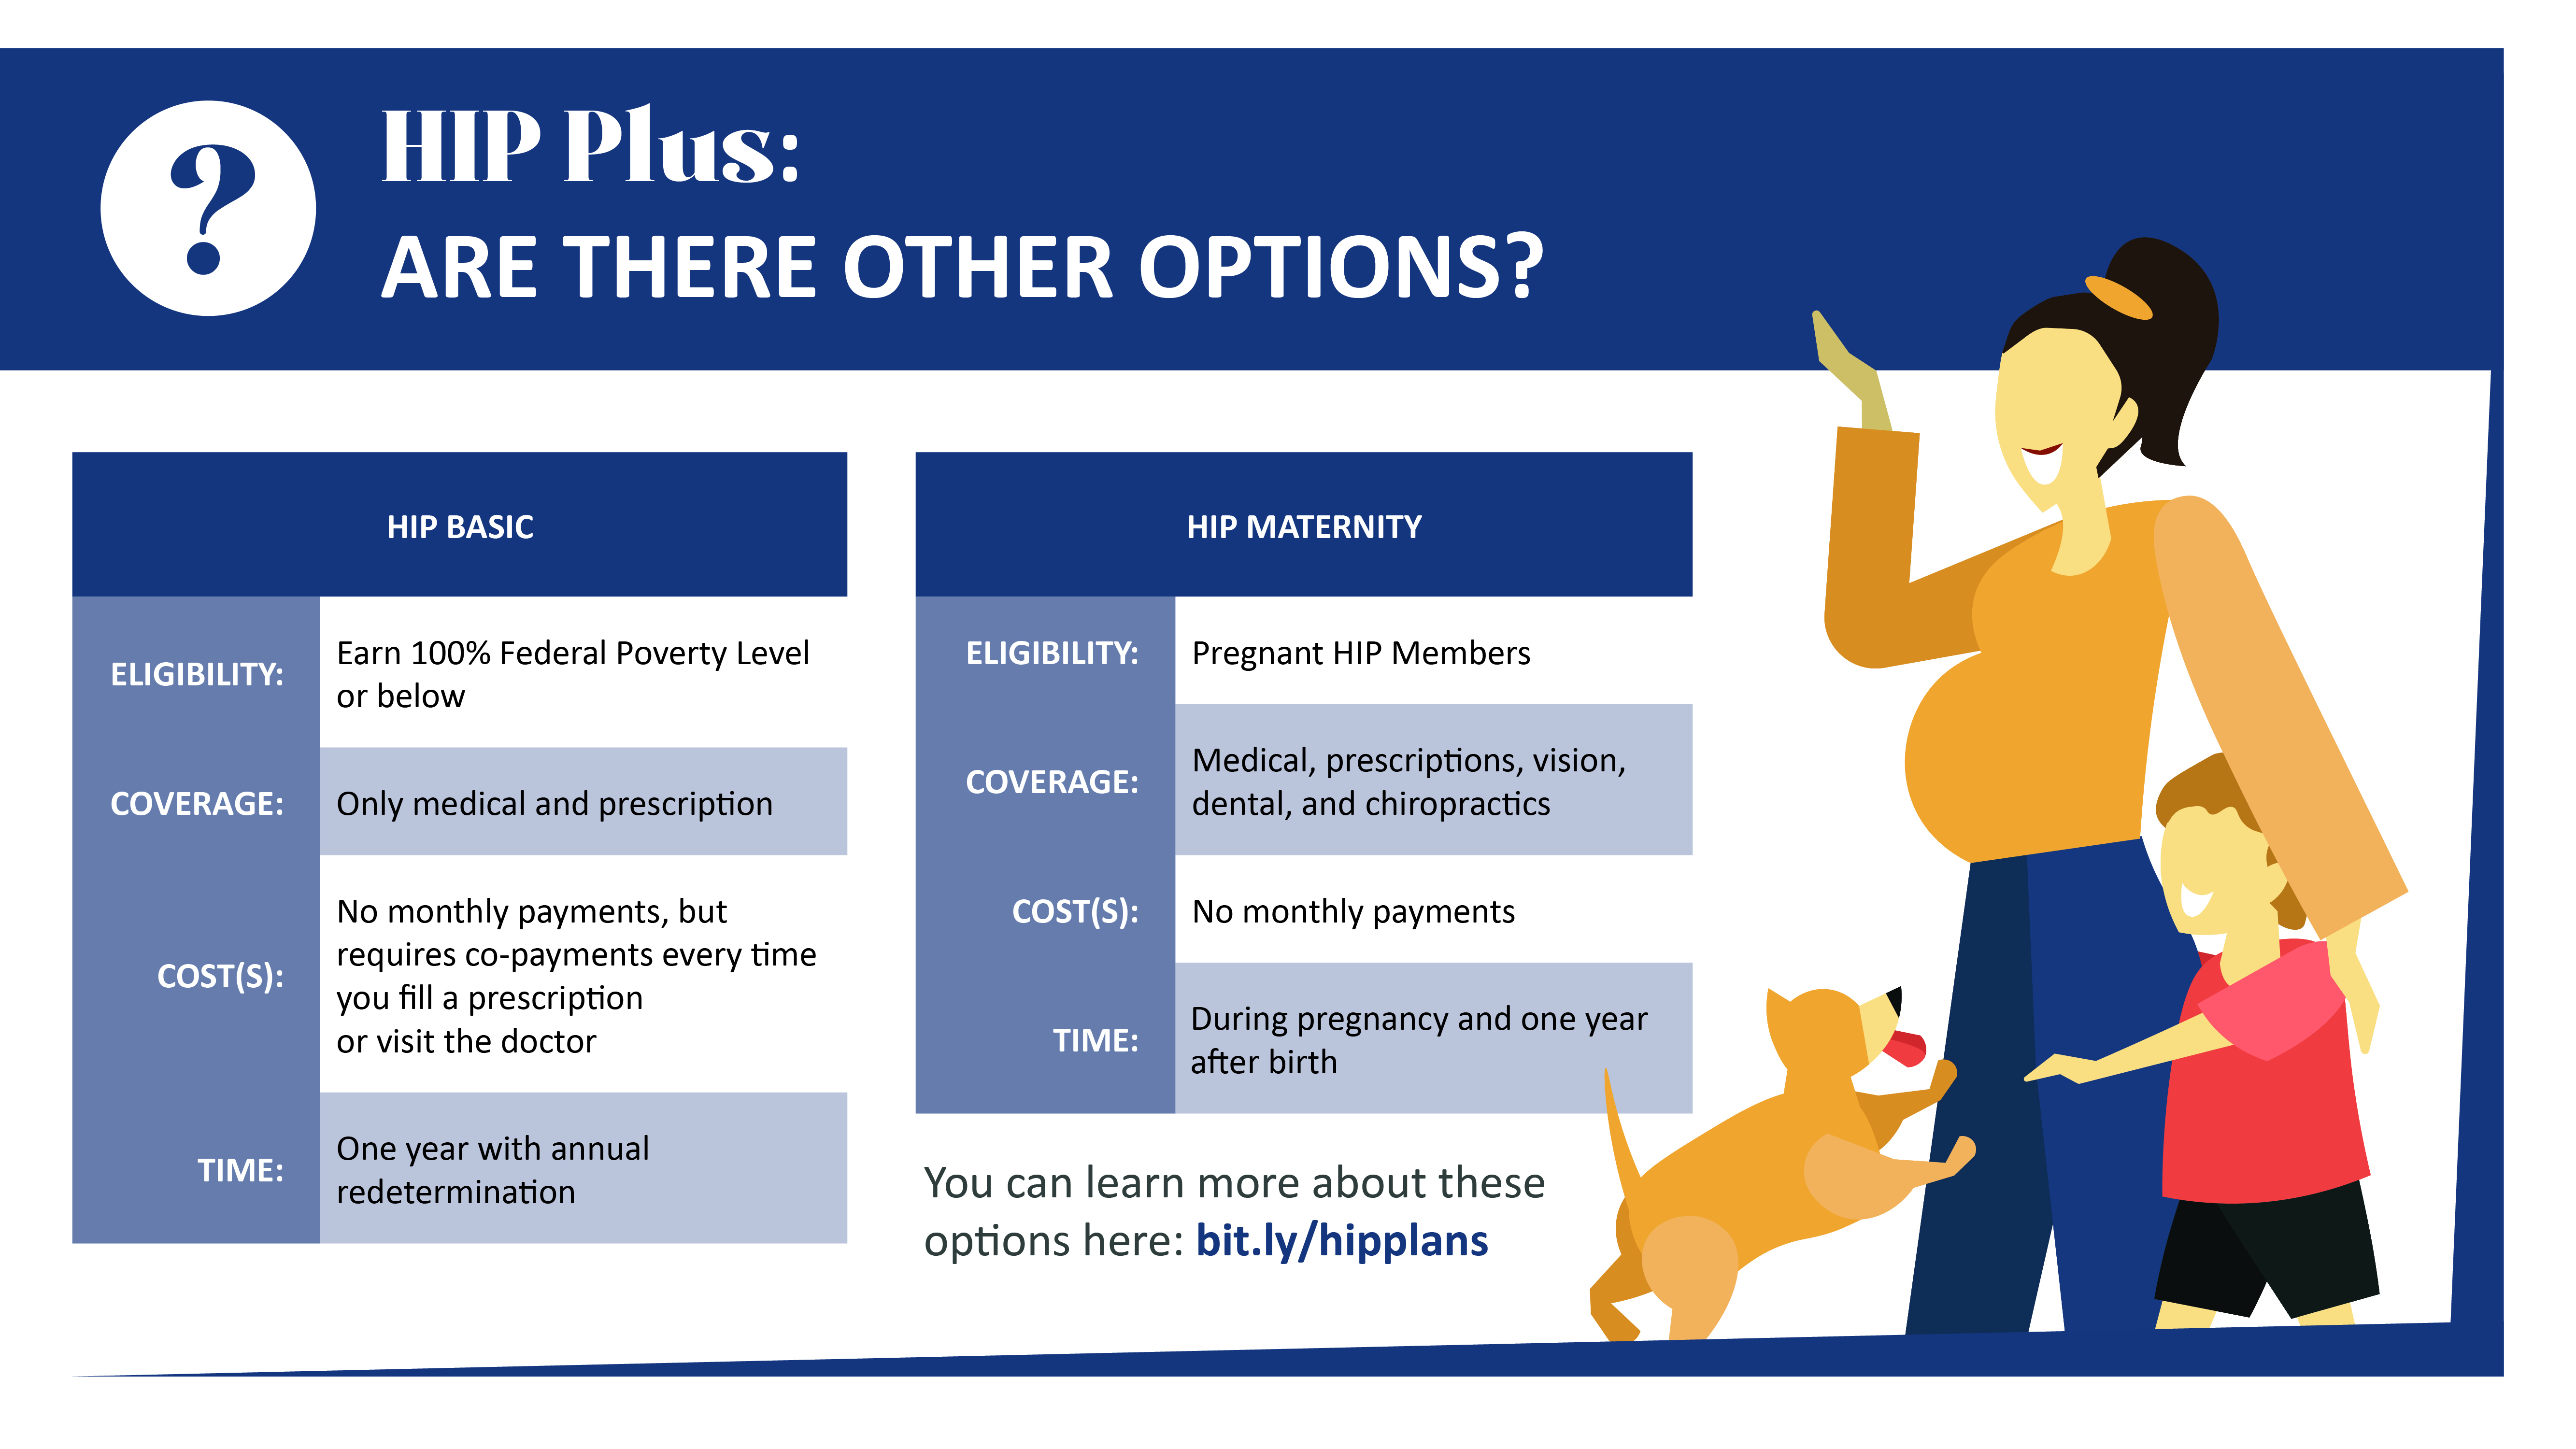 ?
HIP Plus:
ARE THERE OTHER OPTIONS?
HIP BASIC
ELIGIBILITY:
Earn 100% Federal Poverty Level
or below
COVERAGE:
Only medical and prescription
COST(S):
No monthly payments, but
requires co-payments every time
you fill a prescription
or visit the doctor
TIME:
One year with annual
redetermination
HIP MATERNITY
ELIGIBILITY:
Pregnant HIP Members
COVERAGE:
Medical, prescriptions, vision,
dental, and chiropractics
COST(S):
No monthly payments
TIME:
During pregnancy and one year
after birth
You can learn more about these
options here: bit.ly/hipplans